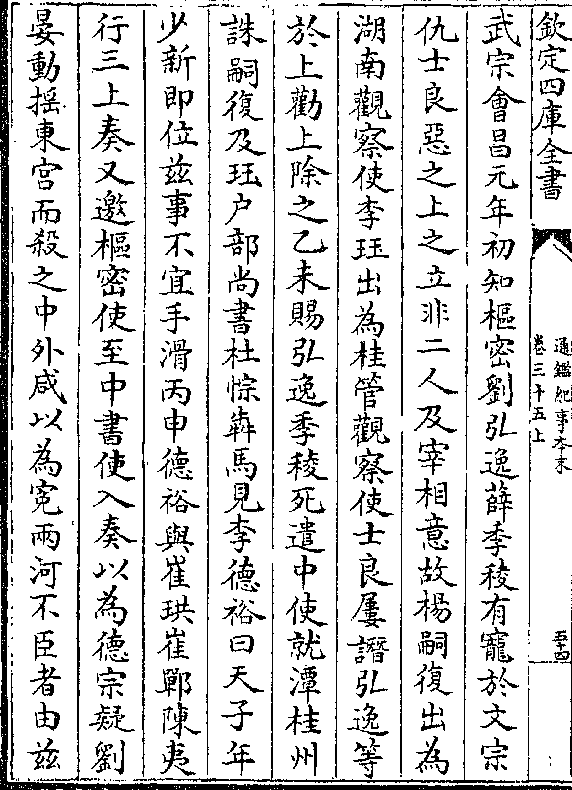 欽定四庫全書
通鑑紀事本末
卷三十五上
五十四
武宗會昌元年初知樞密劉弘逸薛季稜有寵於文宗
仇士良惡之上之立非二人及宰相意故楊嗣復出為
湖南觀察使李珏出為桂管觀察使士良屢譖弘逸等
於上勸上除之乙未賜弘逸季稜死遣中使就潭桂州
誅嗣復及珏户部尚書杜悰犇馬見李德裕曰天子年
少新即位兹事不宜手滑丙申德裕與崔珙崔鄲陳夷
行三上奏又邀樞密使至中書使入奏以為德宗疑劉
晏動揺東宮而殺之中外咸以為寃兩河不臣者由兹